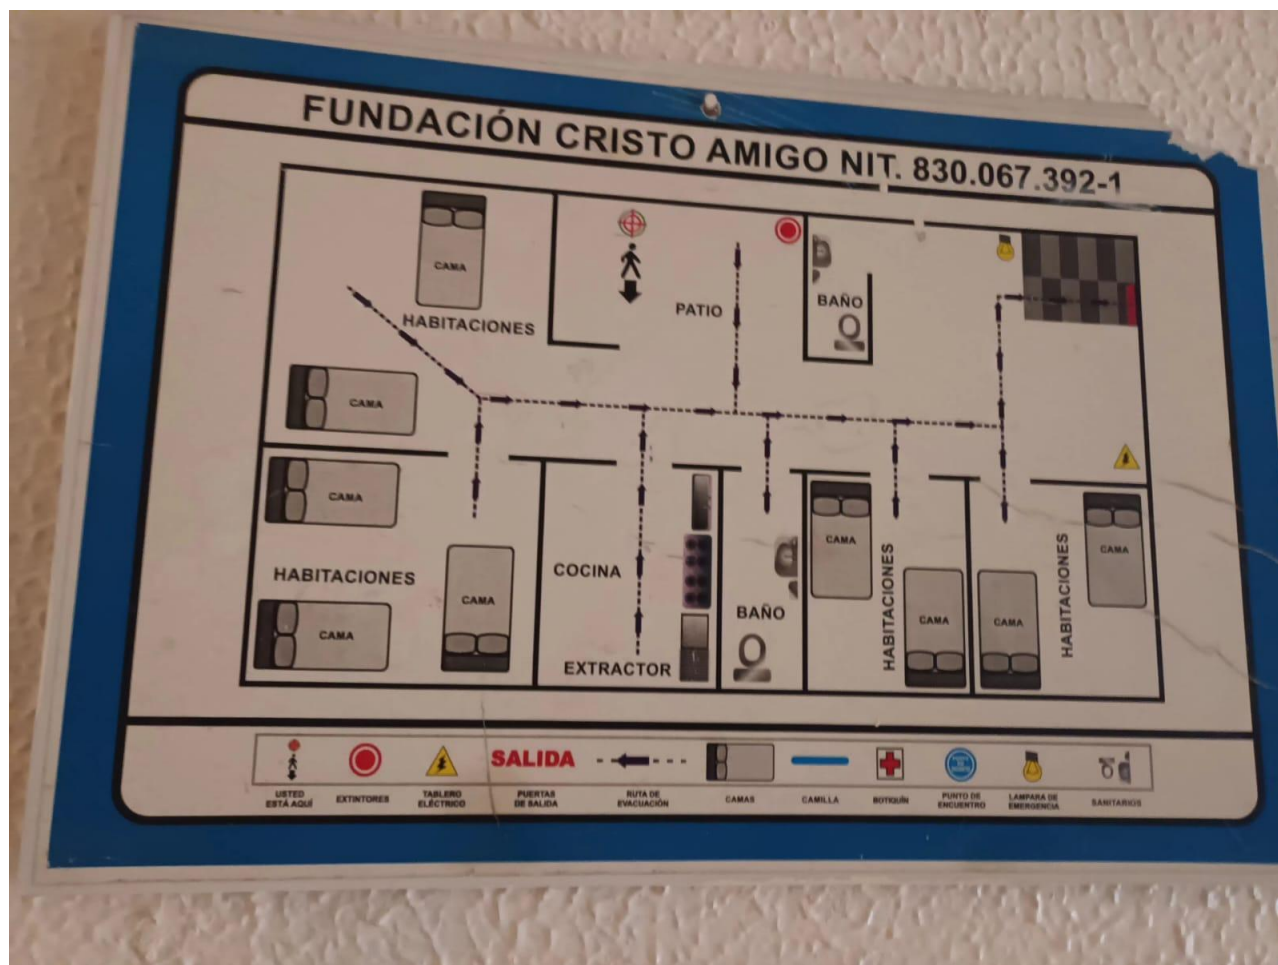 FUNDACIÓN CRISTO AMIGO NIT. 830.067.392-1
CAMA
HABITACIONES
PATIO
BAÑO
CAMA
CAMA
HABITACIONES
CAMA
CAMA
COCINA
EXTRACTOR
BAÑO
CAMA
HABITACIONES
CAMA
CAMA
HABITACIONES
CAMA
SALIDA
USTED
ESTÁ AQUÍ
EXTINTORES
TABLERO
ELÉCTRICO
PUERTAS
DE SALIDA
RUTA DE
EVACUACIÓN
CAMAS
CAMILLA
BOTIQUÍN
PUNTO DE
ENCUENTRO
LAMPARA DE
EMERGENCIA
SANITARIOS